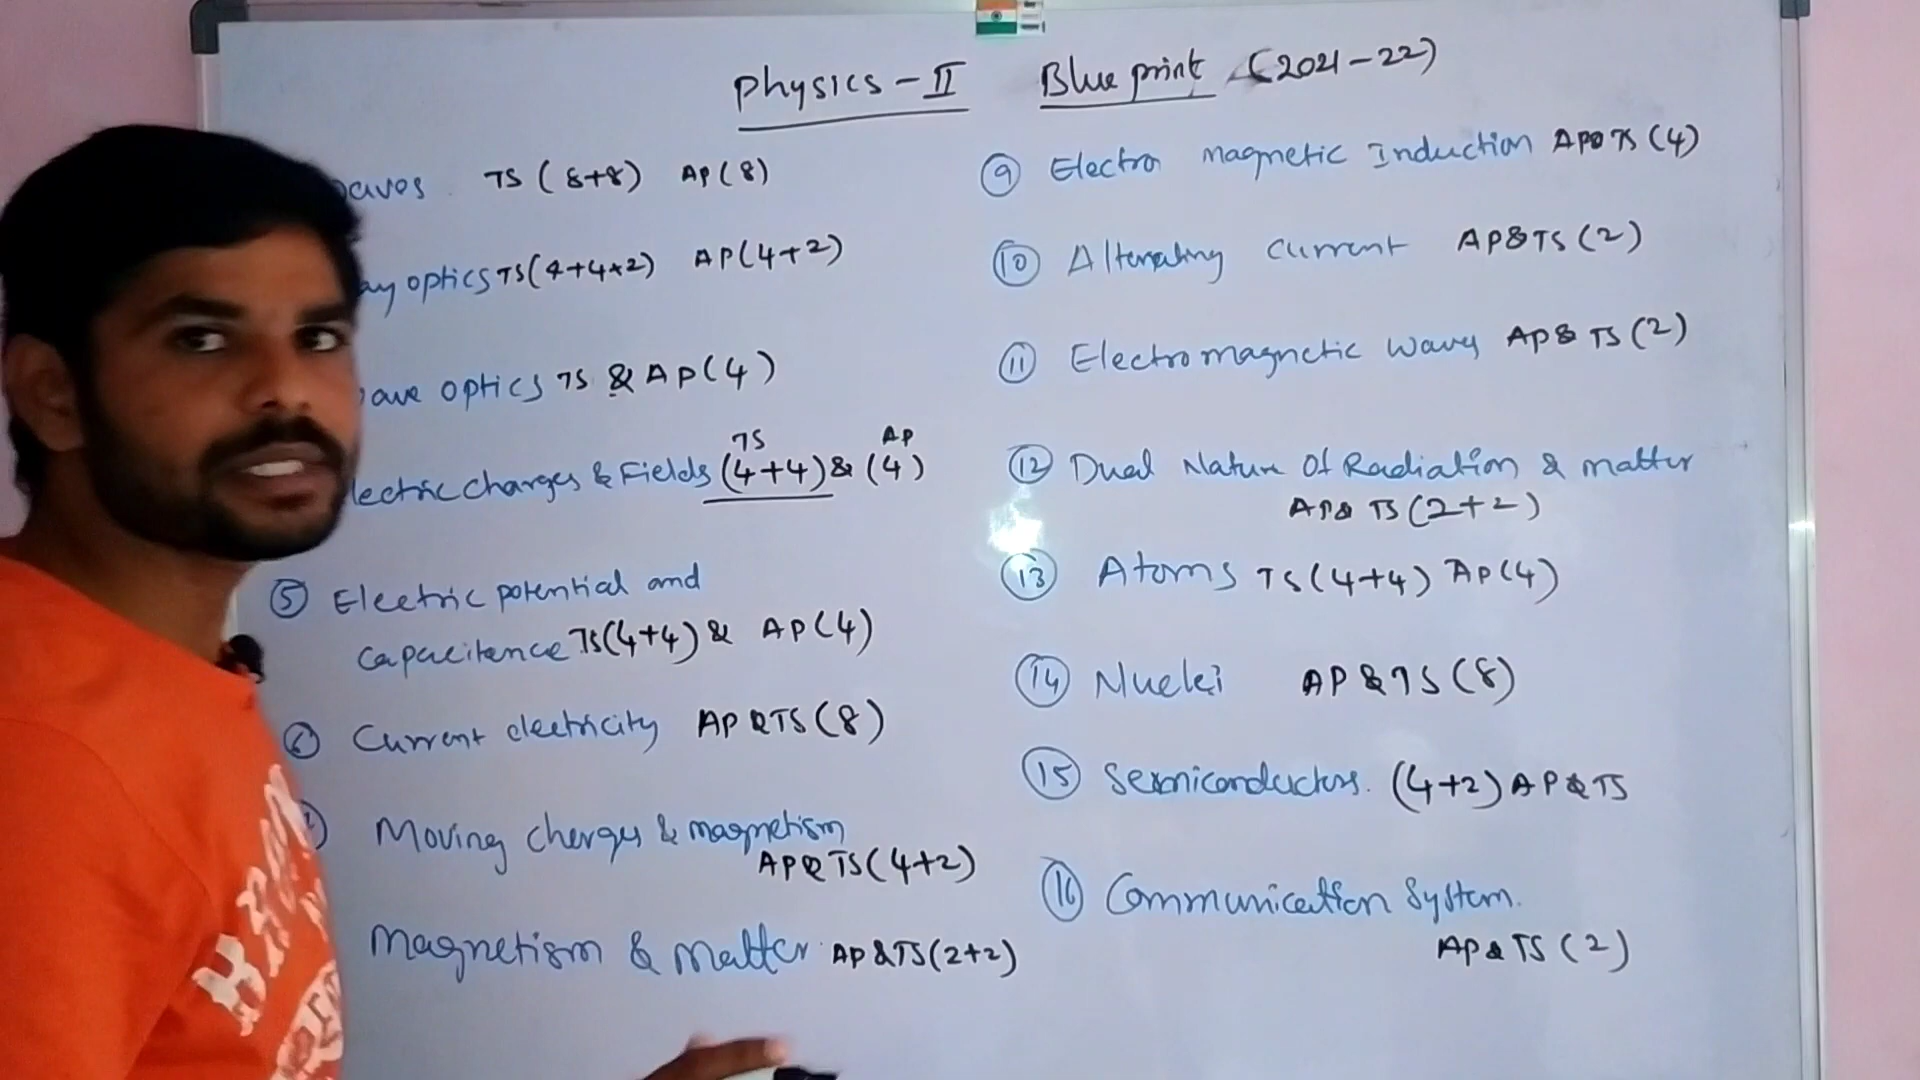 Physics - II Blue print (2021-22)
aves TS (8+8) AP (8)
ay optics TS (4+4+2) AP (4+2)
ave optics TS & AP (4)
TS AP
lectric charges & Fields (4+4) & (4)
5 Electric potential and
capacitence TS (4+4) & AP (4)
6 Current electricity AP & TS (8)
Moving charges & magnetism
AP & TS (4+2)
Magnetism & Matter AP & TS (2+2)
9 Electro magnetic Induction AP & TS (4)
10 Alternating Current AP & TS (2)
11 Electromagnetic waves AP & TS (2)
12 Dual Nature Of Radiation & matter
AP & TS (2+2)
13 Atoms TS (4+4) AP (4)
14 Nuclei AP & TS (8)
15 Semiconductors. (4+2) AP & TS
16 Communication System.
AP & TS (2)